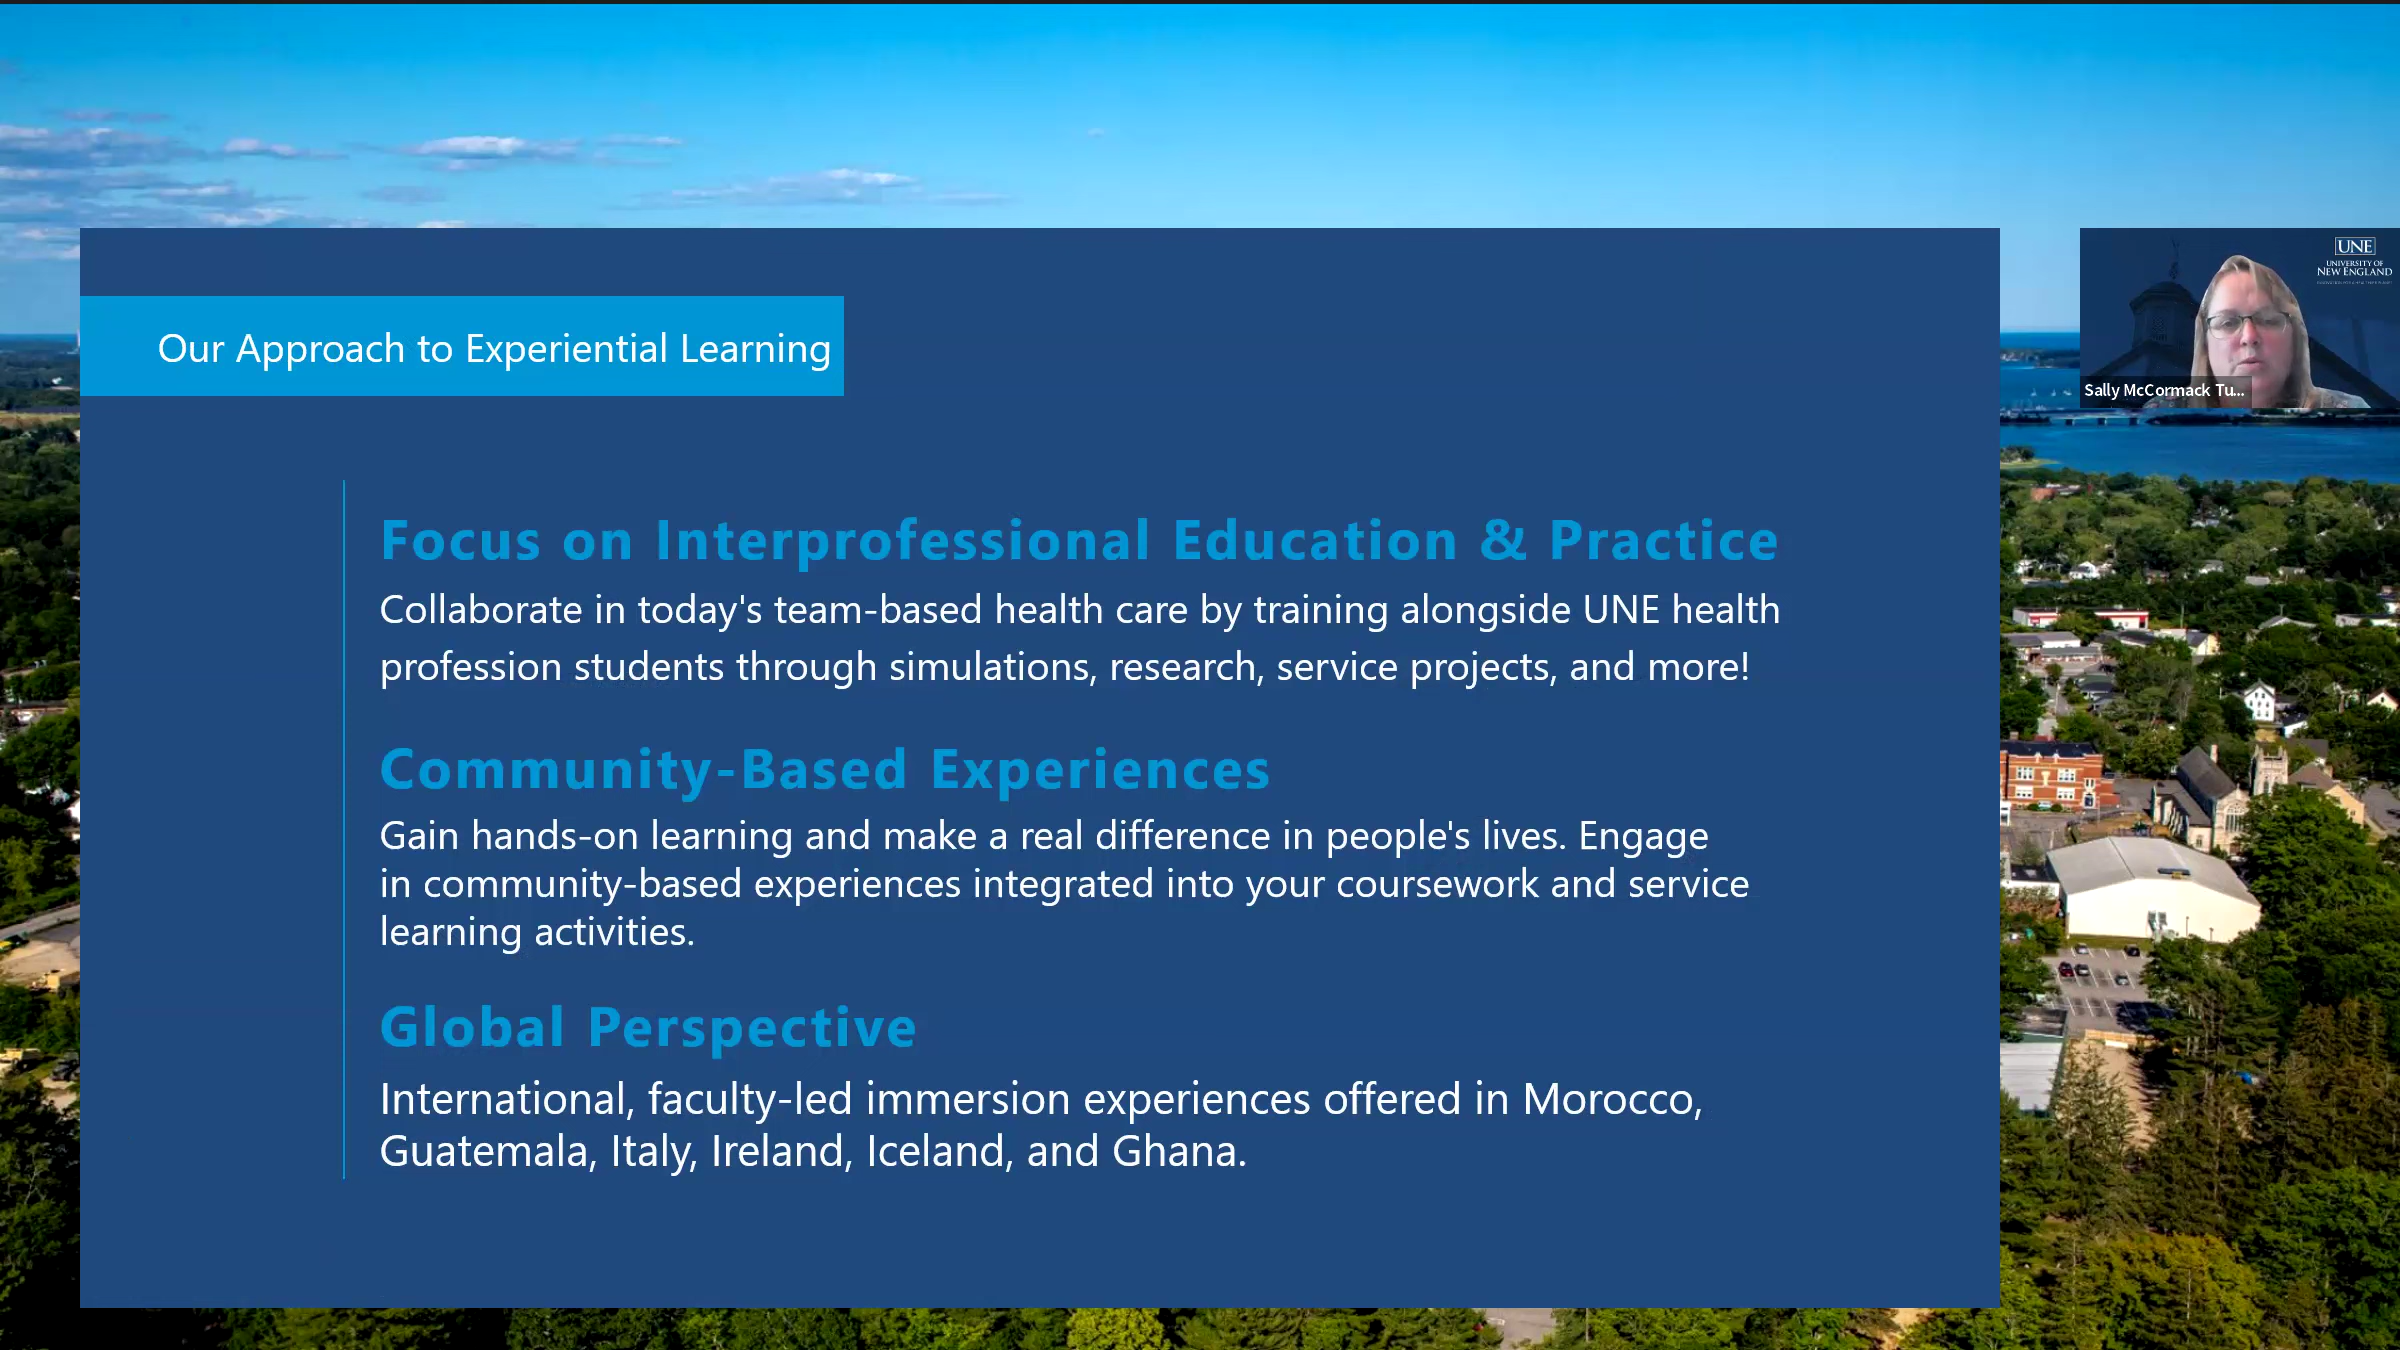 Our Approach to Experiential Learning
Focus on Interprofessional Education & Practice
Collaborate in today's team-based health care by training alongside UNE health
profession students through simulations, research, service projects, and more!
Community-Based Experiences
Gain hands-on learning and make a real difference in people's lives. Engage
in community-based experiences integrated into your coursework and service
learning activities.
Global Perspective
International, faculty-led immersion experiences offered in Morocco,
Guatemala, Italy, Ireland, Iceland, and Ghana.
UNE
UNIVERSITY OF
NEW ENGLAND
Sally McCormack Tu...